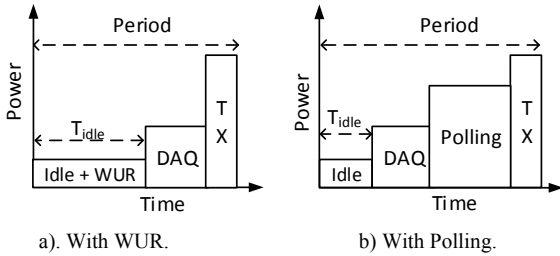 Period
Power
T_idle
Idle + WUR
DAQ
T
X
Time
a). With WUR.
Period
Power
T_idle
Idle
DAQ
Polling
T
X
Time
b) With Polling.